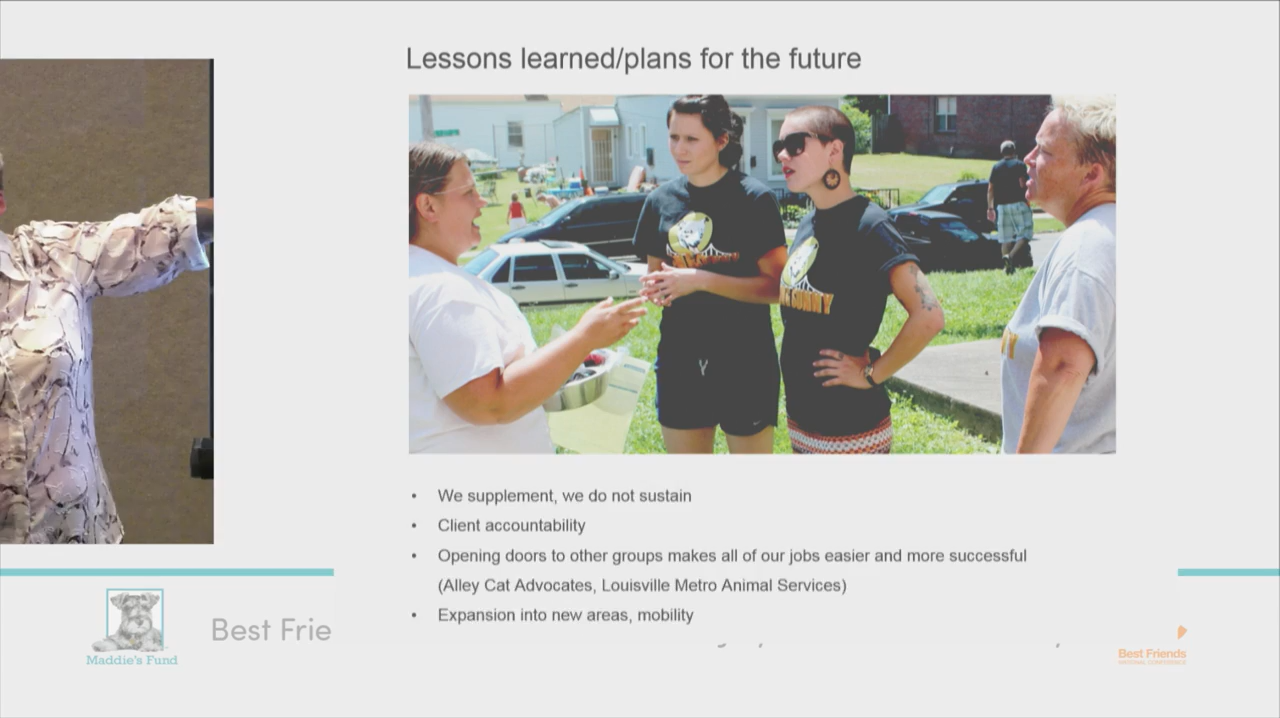 Lessons learned/plans for the future
• We supplement, we do not sustain
• Client accountability
• Opening doors to other groups makes all of our jobs easier and more successful
(Alley Cat Advocates, Louisville Metro Animal Services)
• Expansion into new areas, mobility
Best Frie
Maddie's Fund
Best Friends
NATIONAL CONFERENCE